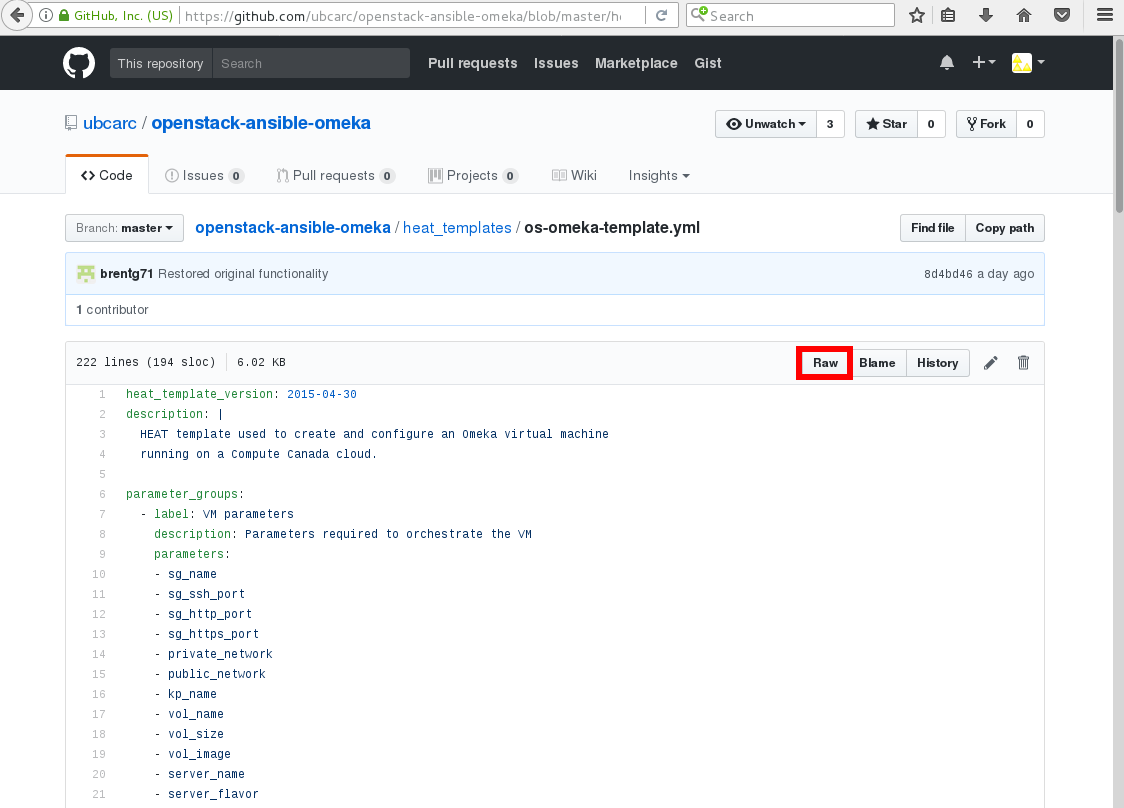 GitHub, Inc. (US) https://github.com/ubcarc/openstack-ansible-omeka/blob/master/he Search
This repository Search Pull requests Issues Marketplace Gist
ubcarc / openstack-ansible-omeka Unwatch 3 Star 0 Fork 0
Code Issues 0 Pull requests 0 Projects 0 Wiki Insights
Branch: master openstack-ansible-omeka / heat_templates / os-omeka-template.yml Find file Copy path
brentg71 Restored original functionality 8d4bd46 a day ago
1 contributor
222 lines (194 sloc) 6.02 KB Raw Blame History
1 heat_template_version: 2015-04-30
2 description: |
3 HEAT template used to create and configure an Omeka virtual machine
4 running on a Compute Canada cloud.
5
6 parameter_groups:
7 - label: VM parameters
8 description: Parameters required to orchestrate the VM
9 parameters:
10 - sg_name
11 - sg_ssh_port
12 - sg_http_port
13 - sg_https_port
14 - private_network
15 - public_network
16 - kp_name
17 - vol_name
18 - vol_size
19 - vol_image
20 - server_name
21 - server_flavor